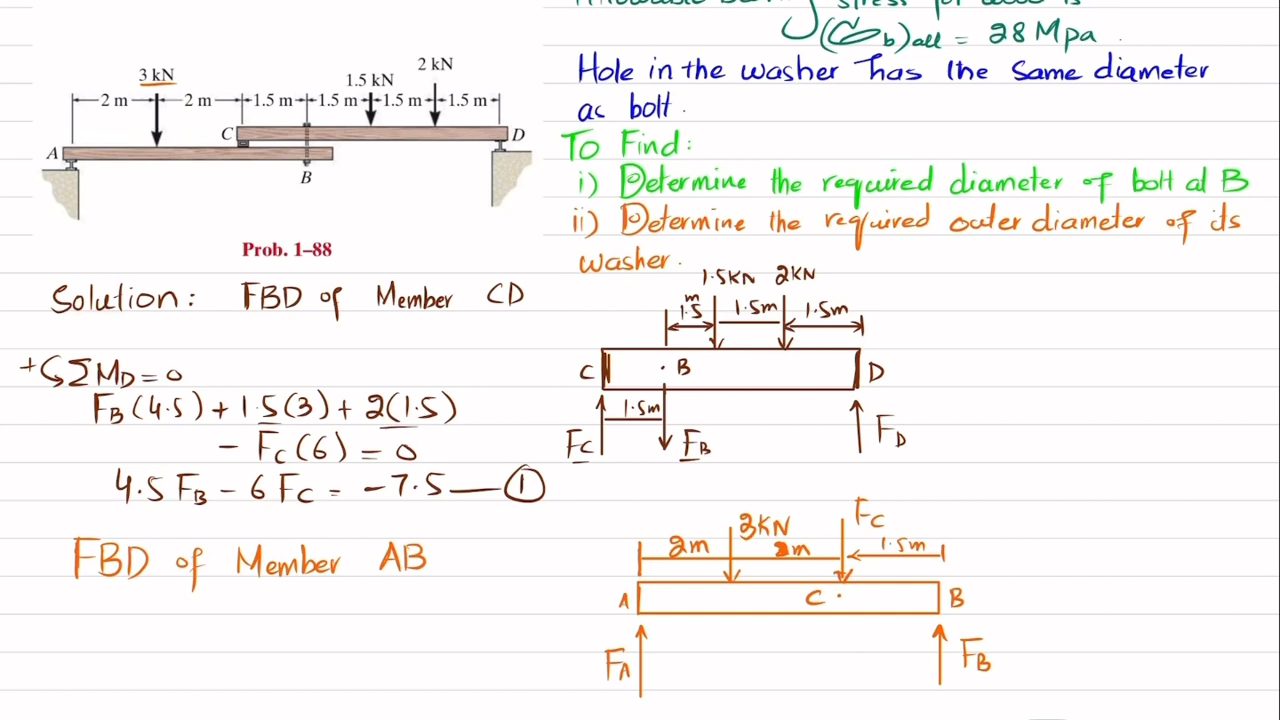 stress for
(σb)all = 28 Mpa.
Hole in the washer has the same diameter
as bolt.
To Find:
i) Determine the required diameter of bolt at B
ii) Determine the required outer diameter of its
washer.
3 kN
1.5 kN
2 kN
2 m
2 m
1.5 m
1.5 m
1.5 m
1.5 m
C
D
A
B
Prob. 1–88
Solution: FBD of Member CD
+↺ΣMD=0
FB(4.5) + 1.5(3) + 2(1.5)
- FC(6) = 0
4.5 FB - 6 FC = -7.5 — ①
1.5KN 2KN
1.5 m
1.5m
1.5m
C
B
D
1.5m
FC
FB
FD
FBD of Member AB
3KN
FC
2m
2m
1.5m
A
C
B
FA
FB